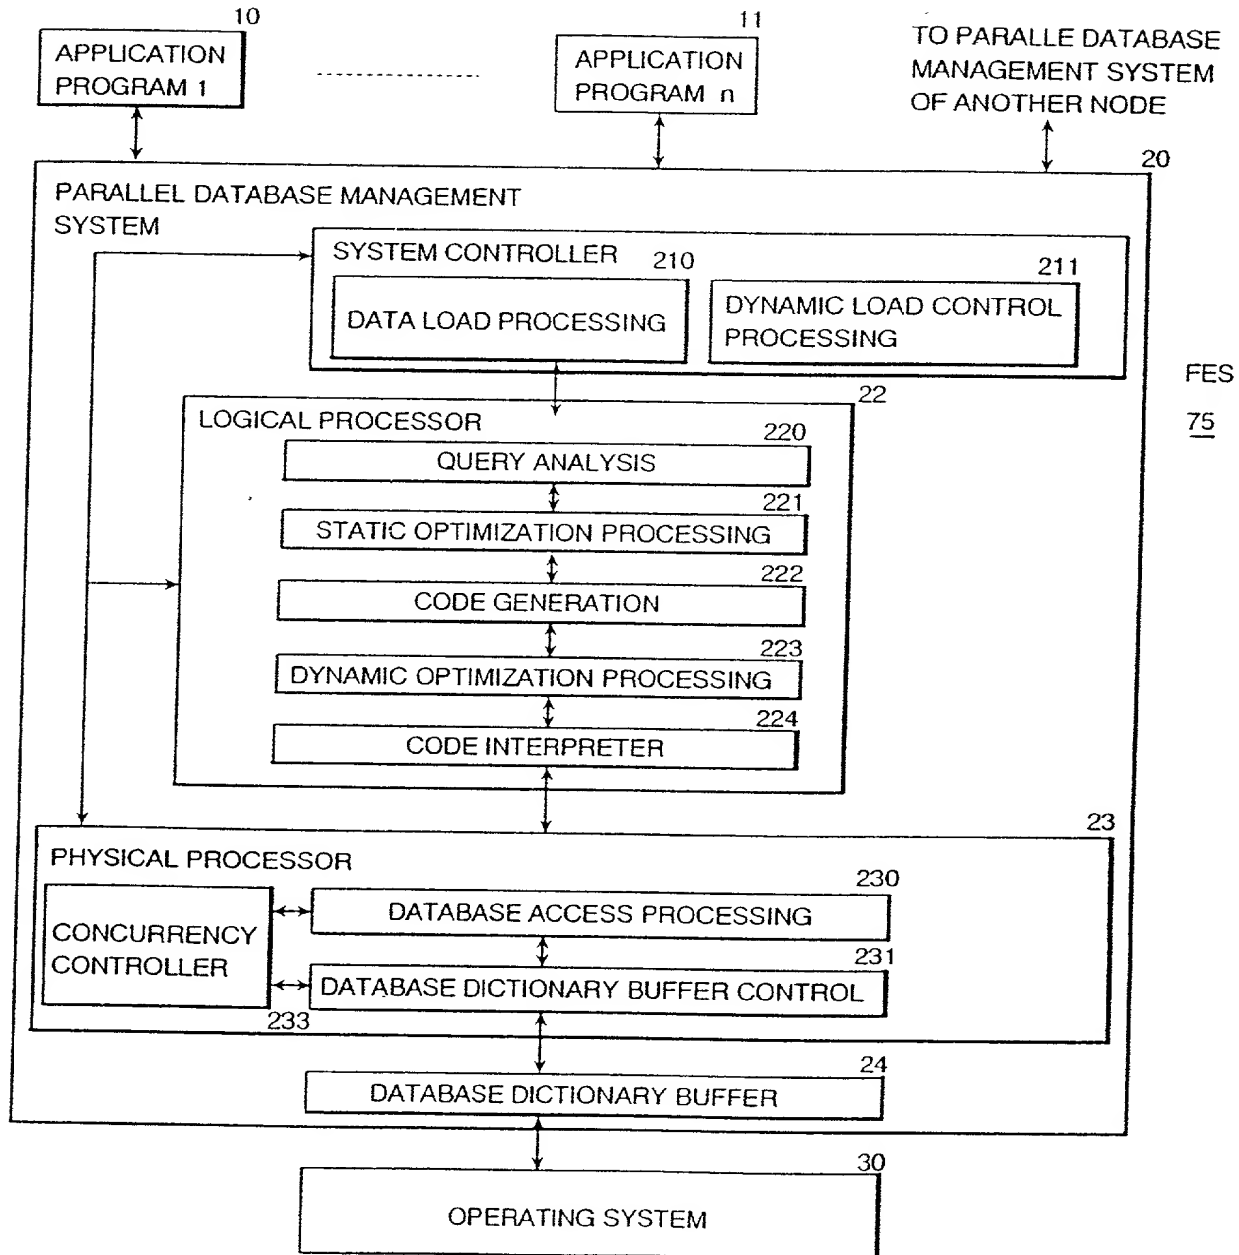 10
APPLICATION
PROGRAM 1
11
APPLICATION
PROGRAM n
TO PARALLE DATABASE
MANAGEMENT SYSTEM
OF ANOTHER NODE
20
PARALLEL DATABASE MANAGEMENT
SYSTEM
SYSTEM CONTROLLER
210
DATA LOAD PROCESSING
211
DYNAMIC LOAD CONTROL
PROCESSING
FES
75
22
LOGICAL PROCESSOR
220
QUERY ANALYSIS
221
STATIC OPTIMIZATION PROCESSING
222
CODE GENERATION
223
DYNAMIC OPTIMIZATION PROCESSING
224
CODE INTERPRETER
23
PHYSICAL PROCESSOR
230
DATABASE ACCESS PROCESSING
CONCURRENCY
CONTROLLER
231
DATABASE DICTIONARY BUFFER CONTROL
233
24
DATABASE DICTIONARY BUFFER
30
OPERATING SYSTEM